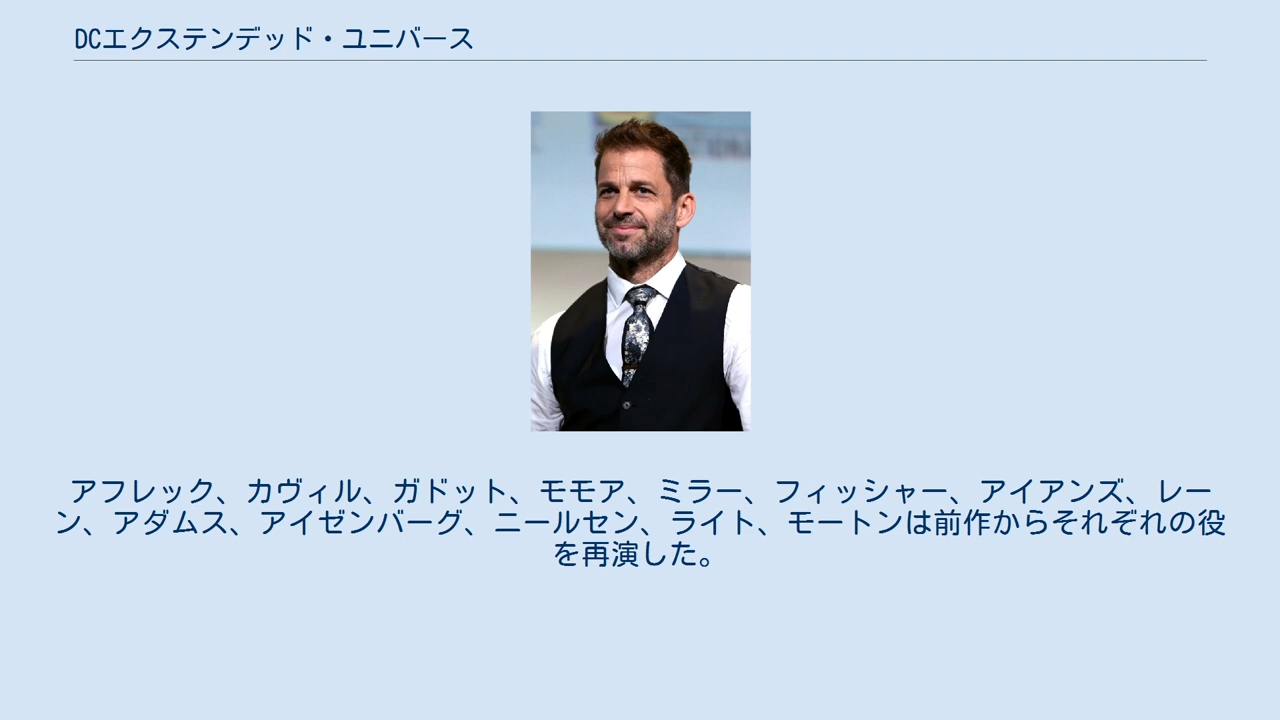 DCエクステンデッド・ユニバース
アフレック、カヴィル、ガドット、モモア、ミラー、フィッシャー、アイアンズ、レー
ン、アダムス、アイゼンバーグ、ニールセン、ライト、モートンは前作からそれぞれの役
を再演した。